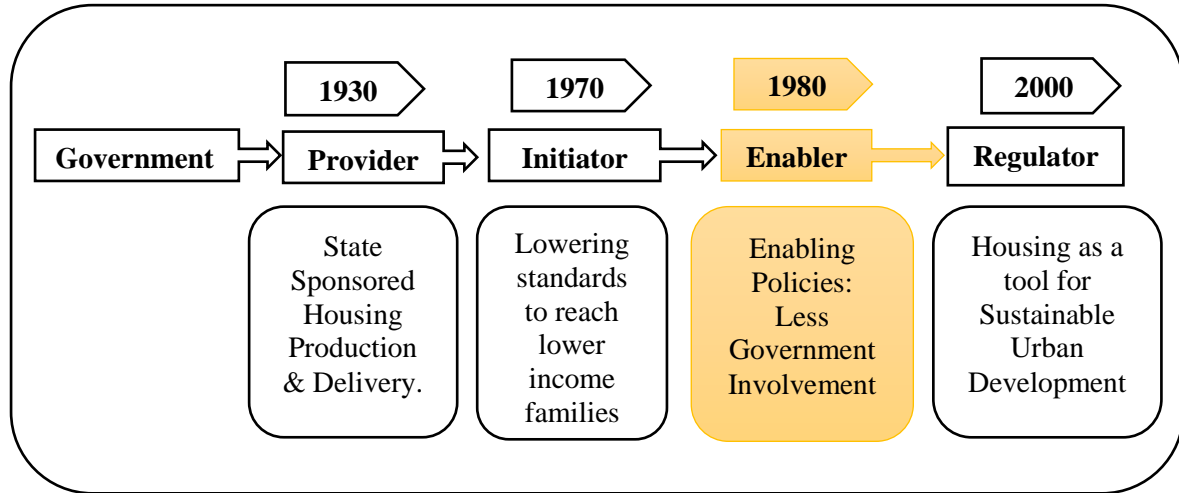 1930
1970
1980
2000
Government
Provider
Initiator
Enabler
Regulator
State
Sponsored
Housing
Production
& Delivery.
Lowering
standards
to reach
lower
income
families
Enabling
Policies:
Less
Government
Involvement
Housing as a
tool for
Sustainable
Urban
Development